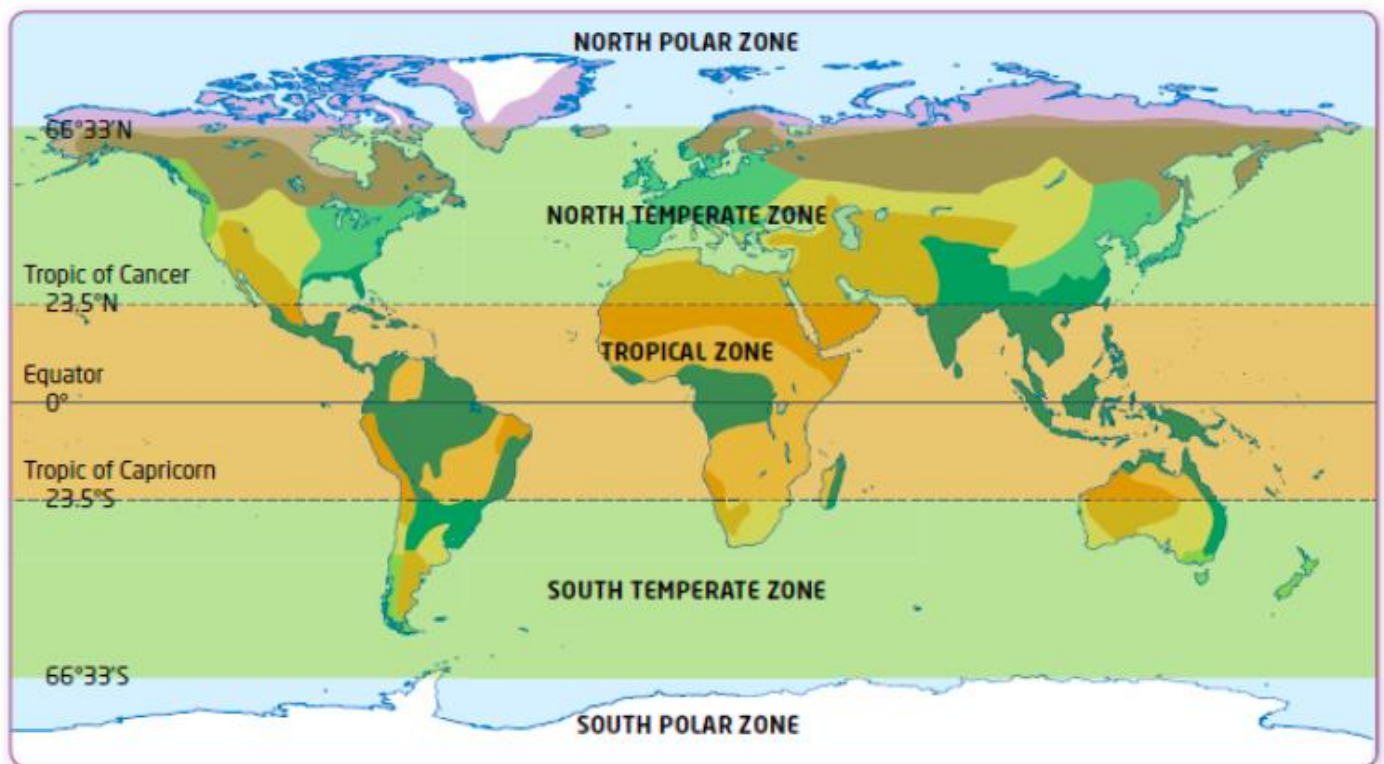 NORTH POLAR ZONE
66°33'N
NORTH TEMPERATE ZONE
Tropic of Cancer
23.5°N
TROPICAL ZONE
Equator
0°
Tropic of Capricorn
23.5°S
SOUTH TEMPERATE ZONE
66°33'S
SOUTH POLAR ZONE